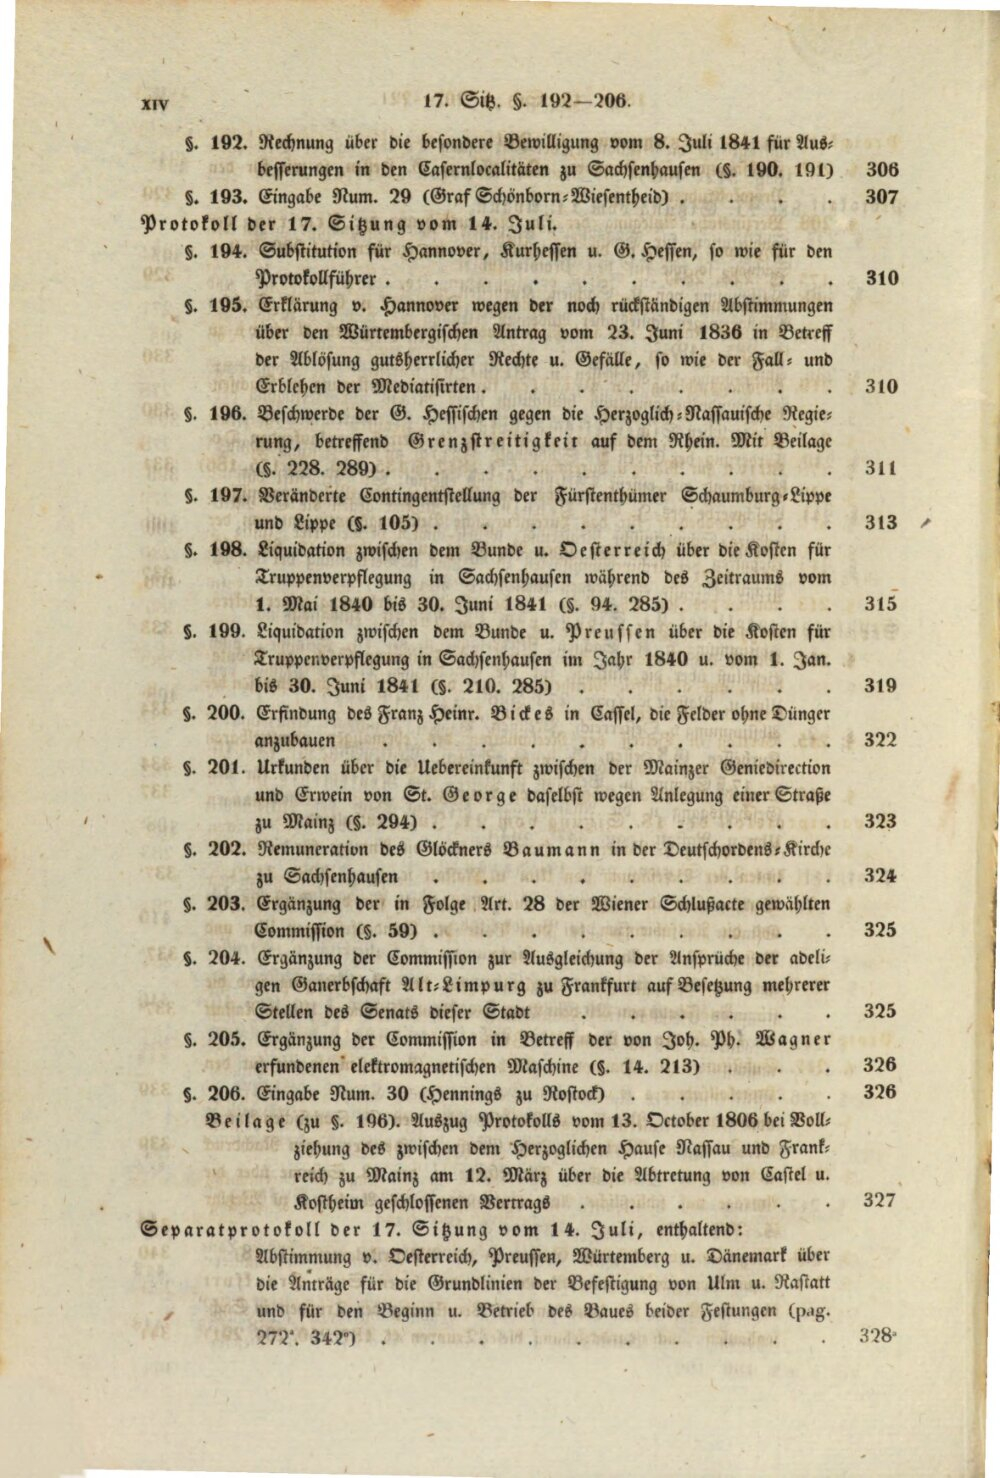 XIV 17. Sitz. §. 192—206.
§. 192. Rechnung über die besondere Bewilligung vom 8. Juli 1841 für Aus-
besserungen in den Casernlocalitäten zu Sachsenhausen (§. 190. 191) 306
§. 193. Eingabe Num. 29 (Graf Schönborn-Wiesentheid) . . . . 307
Protokoll der 17. Sitzung vom 14. Juli.
§. 194. Substitution für Hannover, Kurhessen u. G. Hessen, so wie für den
Protokollführer . . . . . . . . . . 310
§. 195. Erklärung v. Hannover wegen der noch rückständigen Abstimmungen
über den Würtembergischen Antrag vom 23. Juni 1836 in Betreff
der Ablösung gutsherrlicher Rechte u. Gefälle, so wie der Fall- und
Erblehen der Mediatisirten . . . . . . . . 310
§. 196. Beschwerde der G. Hessischen gegen die Herzoglich-Nassauische Regie-
rung, betreffend Grenzstreitigkeit auf dem Rhein. Mit Beilage
(§. 228. 289) . . . . . . . . . . 311
§. 197. Veränderte Contingentstellung der Fürstenthümer Schaumburg-Lippe
und Lippe (§. 105) . . . . . . . . . 313
§. 198. Liquidation zwischen dem Bunde u. Oesterreich über die Kosten für
Truppenverpflegung in Sachsenhausen während des Zeitraums vom
1. Mai 1840 bis 30. Juni 1841 (§. 94. 285) . . . . 315
§. 199. Liquidation zwischen dem Bunde u. Preussen über die Kosten für
Truppenverpflegung in Sachsenhausen im Jahr 1840 u. vom 1. Jan.
bis 30. Juni 1841 (§. 210. 285) . . . . . . 319
§. 200. Erfindung des Franz Heinr. Bickes in Cassel, die Felder ohne Dünger
anzubauen . . . . . . . . . . 322
§. 201. Urkunden über die Uebereinkunft zwischen der Mainzer Geniedirection
und Erwein von St. George daselbst wegen Anlegung einer Straße
zu Mainz (§. 294) . . . . . . . . . 323
§. 202. Remuneration des Glöckners Baumann in der Deutschordens-Kirche
zu Sachsenhausen . . . . . . . . . 324
§. 203. Ergänzung der in Folge Art. 28 der Wiener Schlußacte gewählten
Commission (§. 59) . . . . . . . . . 325
§. 204. Ergänzung der Commission zur Ausgleichung der Ansprüche der adeli-
gen Ganerbschaft Alt-Limpurg zu Frankfurt auf Besetzung mehrerer
Stellen des Senats dieser Stadt . . . . . . 325
§. 205. Ergänzung der Commission in Betreff der von Joh. Ph. Wagner
erfundenen elektromagnetischen Maschine (§. 14. 213) . . . 326
§. 206. Eingabe Num. 30 (Hennings zu Rostock) . . . . . 326
Beilage (zu §. 196). Auszug Protokolls vom 13. October 1806 bei Voll-
ziehung des zwischen dem Herzoglichen Hause Nassau und Frank-
reich zu Mainz am 12. März über die Abtretung von Castel u.
Kostheim geschlossenen Vertrags . . . . . . 327
Separatprotokoll der 17. Sitzung vom 14. Juli, enthaltend:
Abstimmung v. Oesterreich, Preussen, Würtemberg u. Dänemark über
die Anträge für die Grundlinien der Befestigung von Ulm u. Rastatt
und für den Beginn u. Betrieb des Baues beider Festungen (pag.
272ᵃ. 342ᵃ) . . . . . . . . . . 328ᵃ